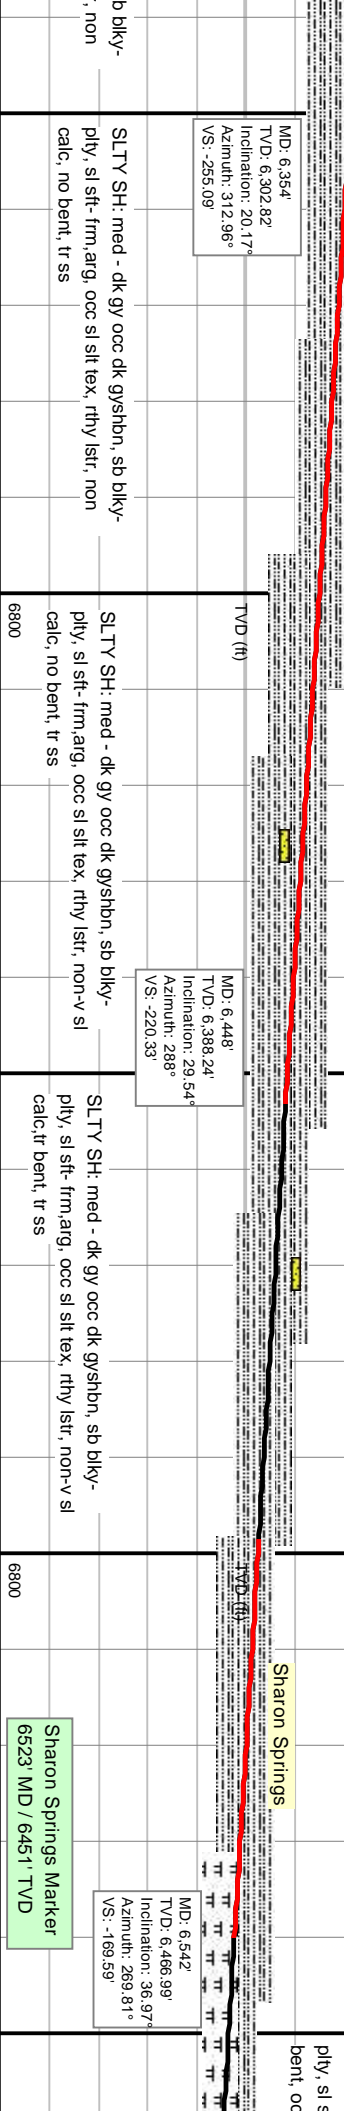 b blky-
, non
MD: 6,354'
TVD: 6,302.82'
Inclination: 20.17°
Azimuth: 312.96°
VS: -255.09'
SLTY SH: med - dk gy occ dk gyshbn, sb blky-
plty, sl sft- frm,arg, occ sl slt tex, rthy lstr, non
calc, no bent, tr ss
TVD (ft)
6800
SLTY SH: med - dk gy occ dk gyshbn, sb blky-
plty, sl sft- frm,arg, occ sl slt tex, rthy lstr, non-v sl
calc, no bent, tr ss
MD: 6,448'
TVD: 6,388.24'
Inclination: 29.54°
Azimuth: 288°
VS: -220.33'
SLTY SH: med - dk gy occ dk gyshbn, sb blky-
plty, sl sft- frm,arg, occ sl slt tex, rthy lstr, non-v sl
calc,tr bent, tr ss
TVD (ft)
6800
Sharon Springs
Sharon Springs Marker
6523' MD / 6451' TVD
MD: 6,542'
TVD: 6,466.99'
Inclination: 36.97°
Azimuth: 269.81°
VS: -169.59'
plty, sl s
bent, oc